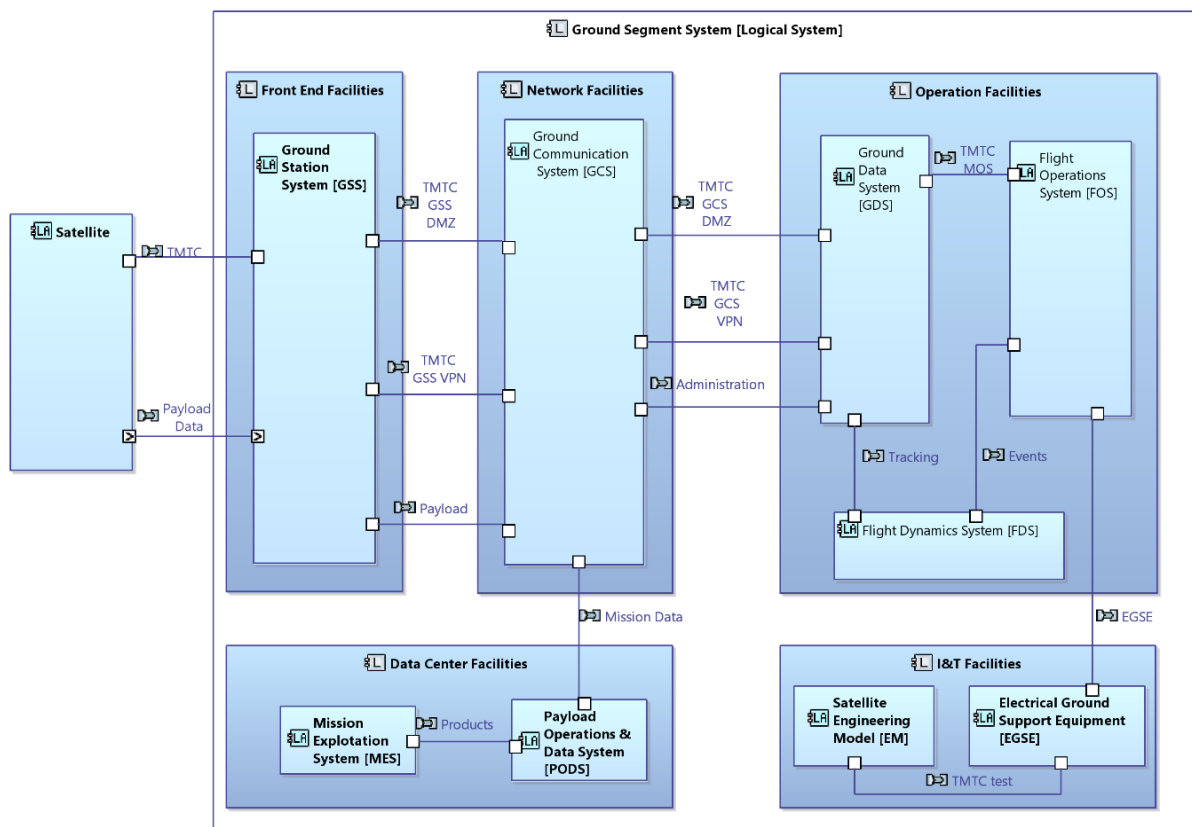 Ground Segment System [Logical System]
Front End Facilities
Network Facilities
Operation Facilities
Ground
Station
System [GSS]
Ground
Communication
System [GCS]
Ground
Data
System
[GDS]
TMTC
MOS
Flight
Operations
System [FOS]
TMTC
GSS
DMZ
TMTC
GCS
DMZ
Satellite
TMTC
TMTC
GCS
VPN
TMTC
GSS VPN
Administration
Payload
Data
Tracking
Events
Payload
Flight Dynamics System [FDS]
Mission Data
EGSE
Data Center Facilities
I&T Facilities
Mission
Explotation
System [MES]
Products
Payload
Operations &
Data System
[PODS]
Satellite
Engineering
Model [EM]
Electrical Ground
Support Equipment
[EGSE]
TMTC test